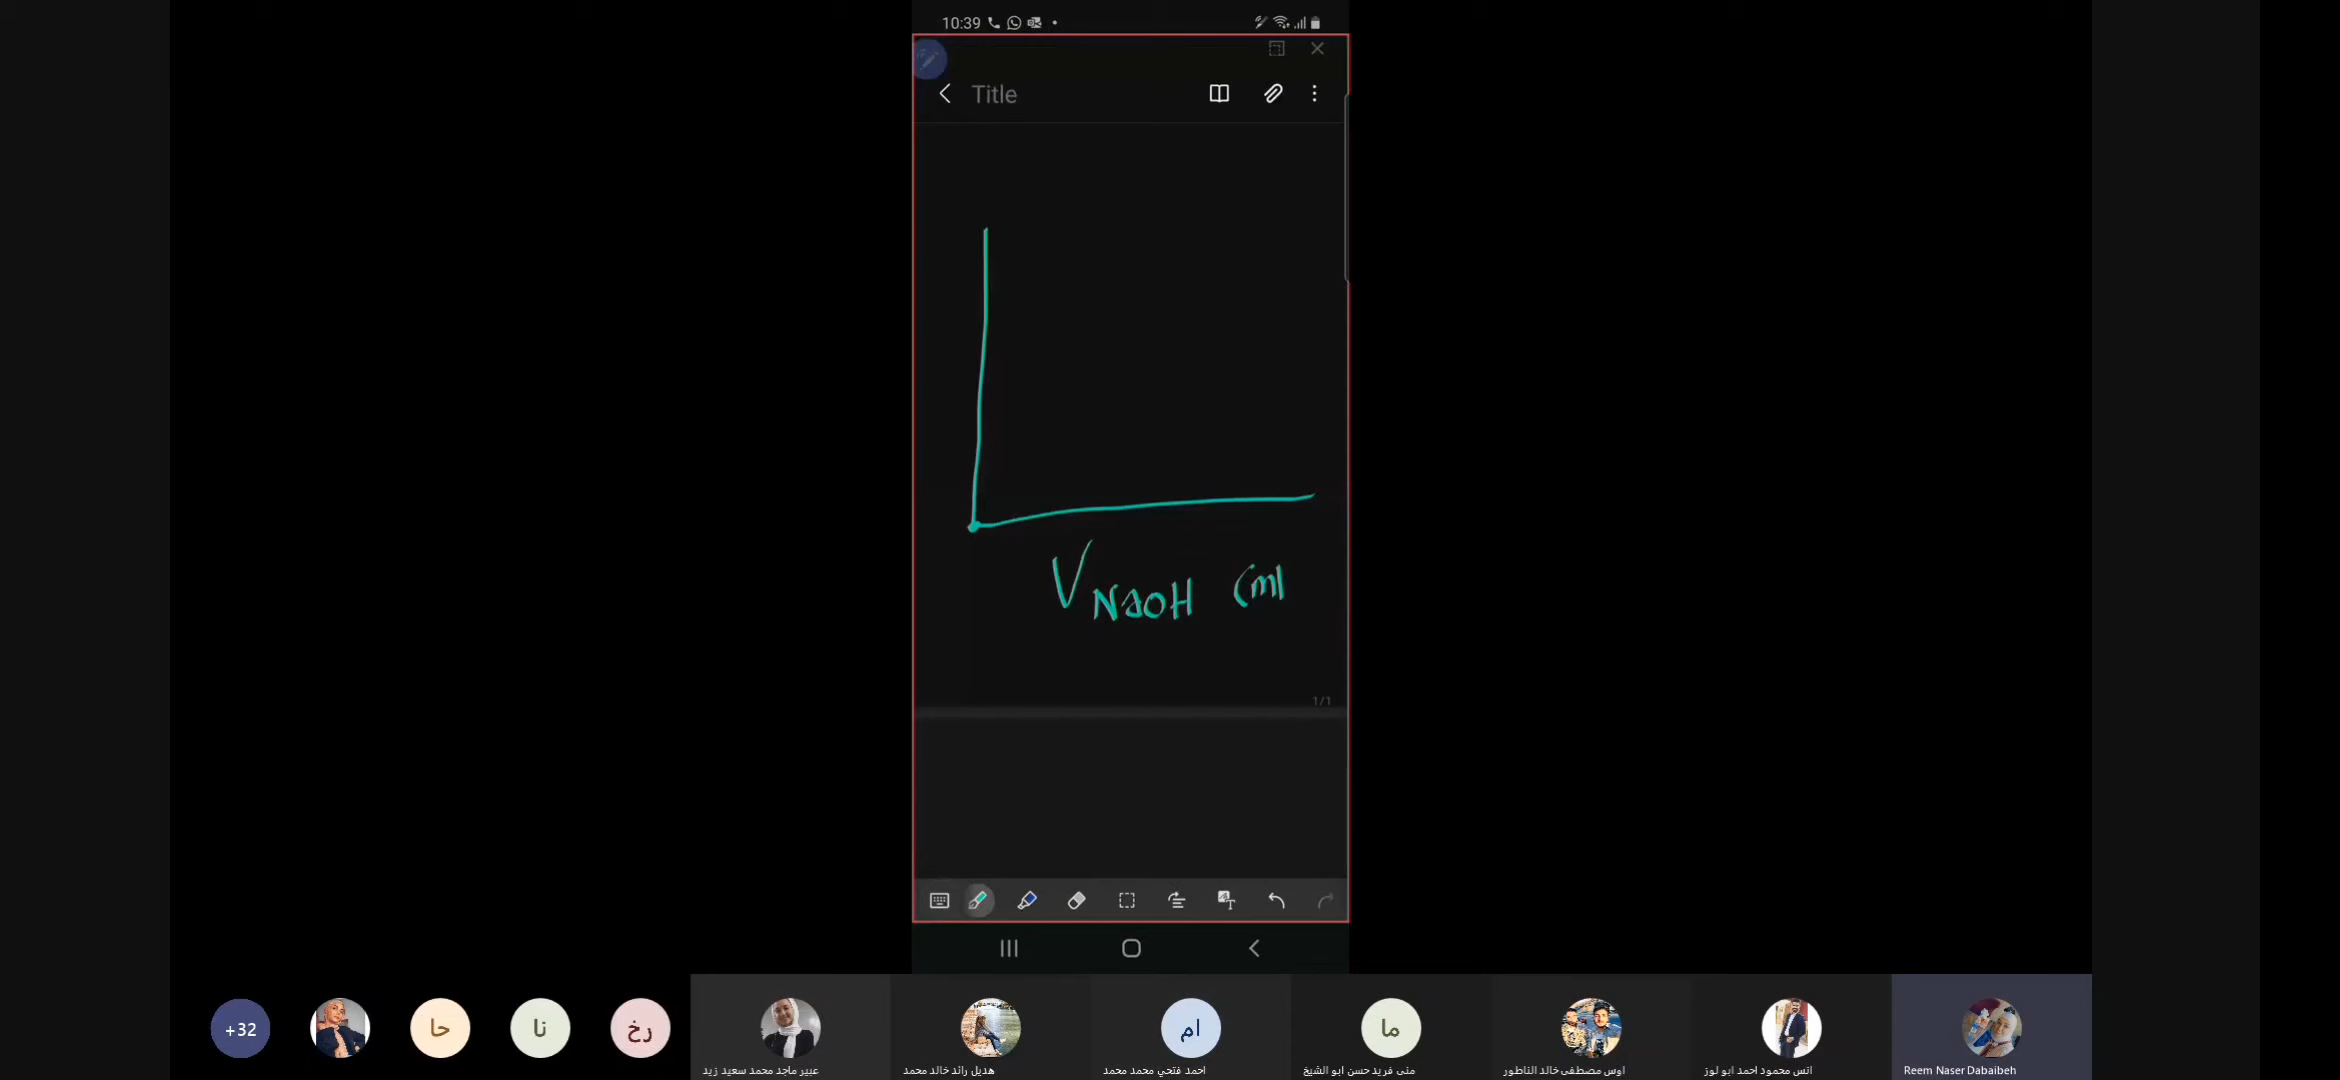 10:39
Title
V NaOH (ml
1/1
+32
حا
نا
رخ
ام
ما
عبير ماجد محمد سعيد زيد
هديل رائد خالد محمد
احمد فتحي محمد محمد
منى فريد حسن ابو الشيخ
اوس مصطفى خالد الناطور
انس محمود احمد ابو لوز
Reem Naser Dabaibeh